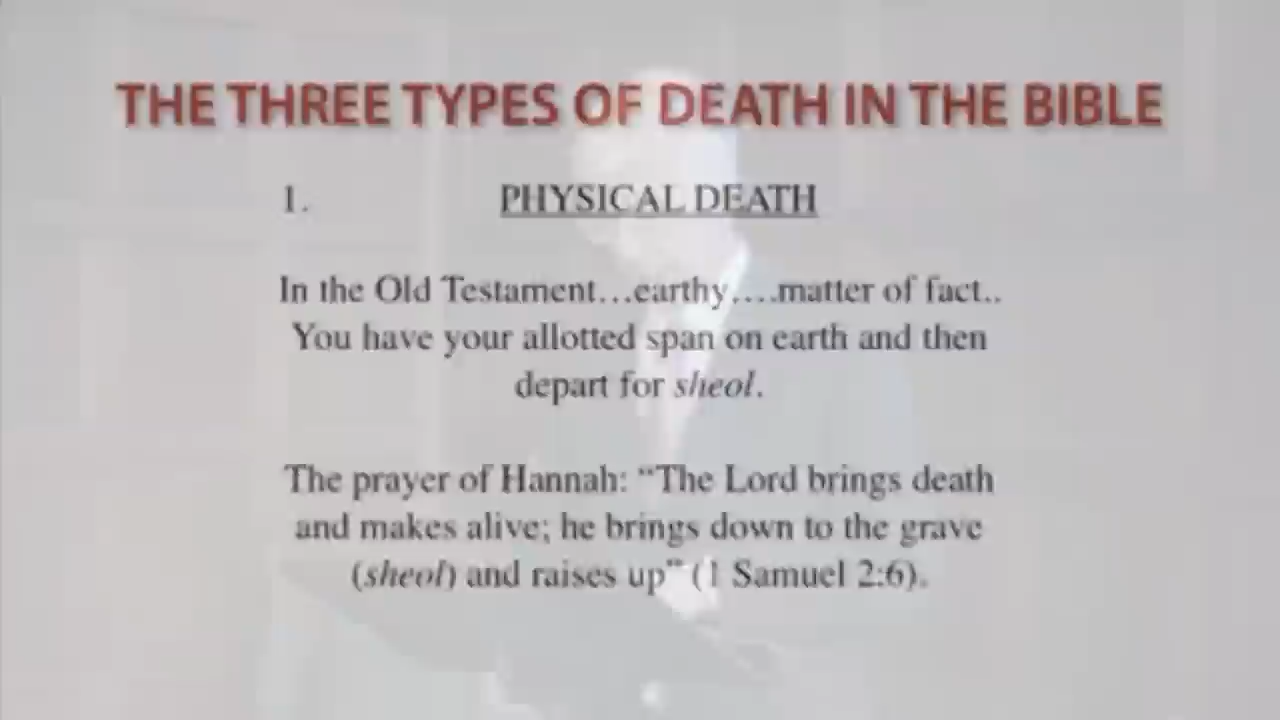 THE THREE TYPES OF DEATH IN THE BIBLE
1. PHYSICAL DEATH
In the Old Testament…earthy….matter of fact..
You have your allotted span on earth and then
depart for sheol.
The prayer of Hannah: “The Lord brings death
and makes alive; he brings down to the grave
(sheol) and raises up” (1 Samuel 2:6).